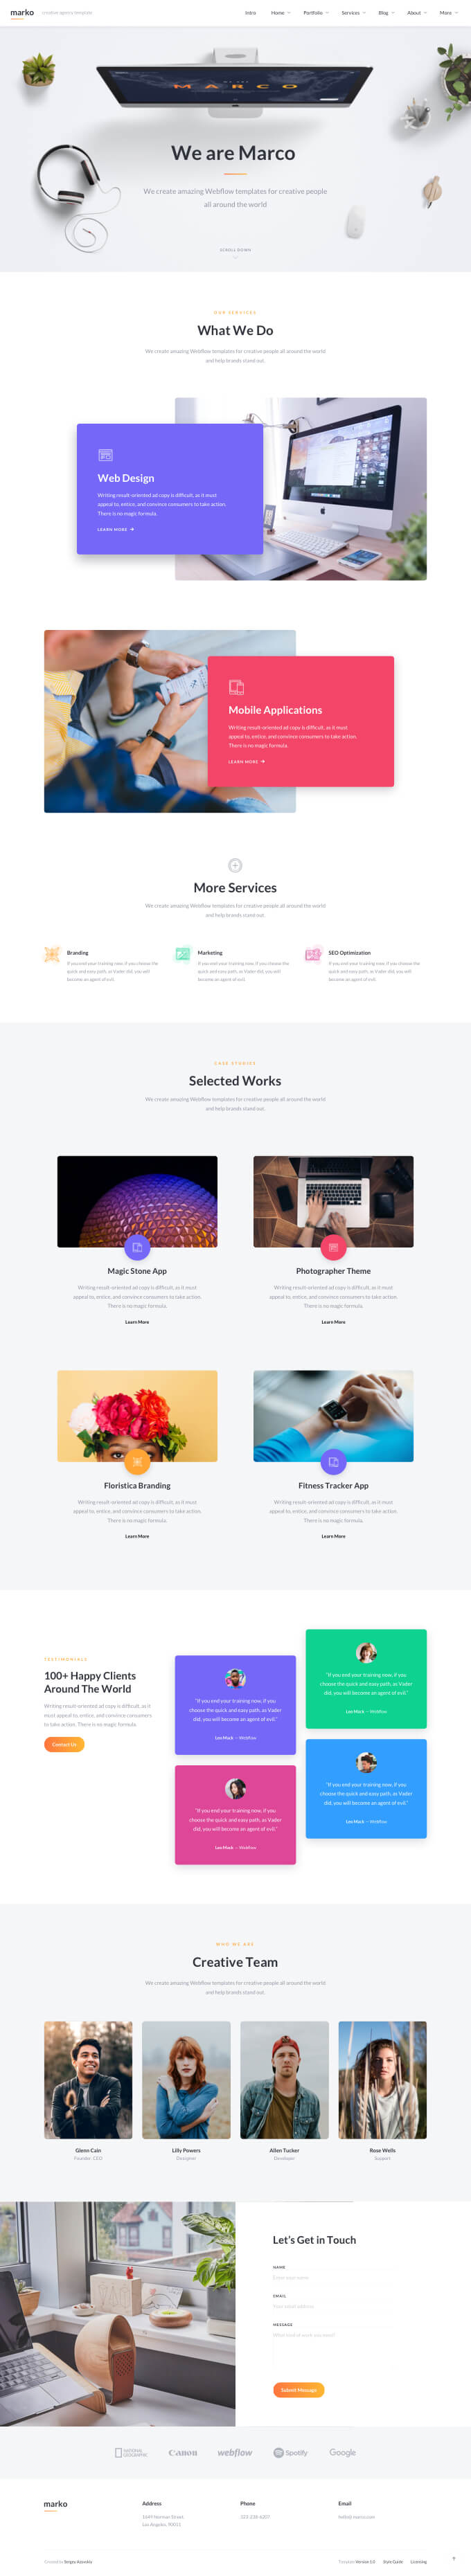 marko
creative agency template
Intro
Home
Portfolio
Services
Blog
About
More
MARCO
We are Marco
We create amazing Webflow templates for creative people
all around the world
SCROLL DOWN
OUR SERVICES
What We Do
We create amazing Webflow templates for creative people all around the world
and help brands stand out.
Web Design
Writing result-oriented ad copy is difficult, as it must
appeal to, entice, and convince consumers to take action.
There is no magic formula.
LEARN MORE
Mobile Applications
Writing result-oriented ad copy is difficult, as it must
appeal to, entice, and convince consumers to take action.
There is no magic formula.
LEARN MORE
More Services
We create amazing Webflow templates for creative people all around the world
and help brands stand out.
Branding
If you end your training now, if you choose the
quick and easy path, as Vader did, you will
become an agent of evil.
Marketing
If you end your training now, if you choose the
quick and easy path, as Vader did, you will
become an agent of evil.
SEO Optimization
If you end your training now, if you choose the
quick and easy path, as Vader did, you will
become an agent of evil.
CASE STUDIES
Selected Works
We create amazing Webflow templates for creative people all around the world
and help brands stand out.
Magic Stone App
Writing result-oriented ad copy is difficult, as it must
appeal to, entice, and convince consumers to take action.
There is no magic formula.
Learn More
Photographer Theme
Writing result-oriented ad copy is difficult, as it must
appeal to, entice, and convince consumers to take action.
There is no magic formula.
Learn More
Floristica Branding
Writing result-oriented ad copy is difficult, as it must
appeal to, entice, and convince consumers to take action.
There is no magic formula.
Learn More
Fitness Tracker App
Writing result-oriented ad copy is difficult, as it must
appeal to, entice, and convince consumers to take action.
There is no magic formula.
Learn More
TESTIMONIALS
100+ Happy Clients
Around The World
Writing result-oriented ad copy is difficult, as it
must appeal to, entice, and convince consumers
to take action. There is no magic formula.
Contact Us
"If you end your training now, if you
choose the quick and easy path, as Vader
did, you will become an agent of evil."
Leo Mock — Webflow
"If you end your training now, if you
choose the quick and easy path, as Vader
did, you will become an agent of evil."
Leo Mock — Webflow
"If you end your training now, if you
choose the quick and easy path, as Vader
did, you will become an agent of evil."
Leo Mock — Webflow
"If you end your training now, if you
choose the quick and easy path, as Vader
did, you will become an agent of evil."
Leo Mock — Webflow
WHO WE ARE
Creative Team
We create amazing Webflow templates for creative people all around the world
and help brands stand out.
Glenn Cain
Founder, CEO
Lilly Powers
Designer
Allen Tucker
Developer
Rose Wells
Support
Let's Get in Touch
NAME
Enter your name
EMAIL
Your email address
MESSAGE
Submit Message
NATIONAL
GEOGRAPHIC
Canon
webflow
Spotify
Google
marko
Address
1649 Norman Street
Los Angeles, 90011
Phone
323-238-6207
Email
hello@marco.com
Created by Sergey Azovskiy
Template Version 1.0
Style Guide
Licensing